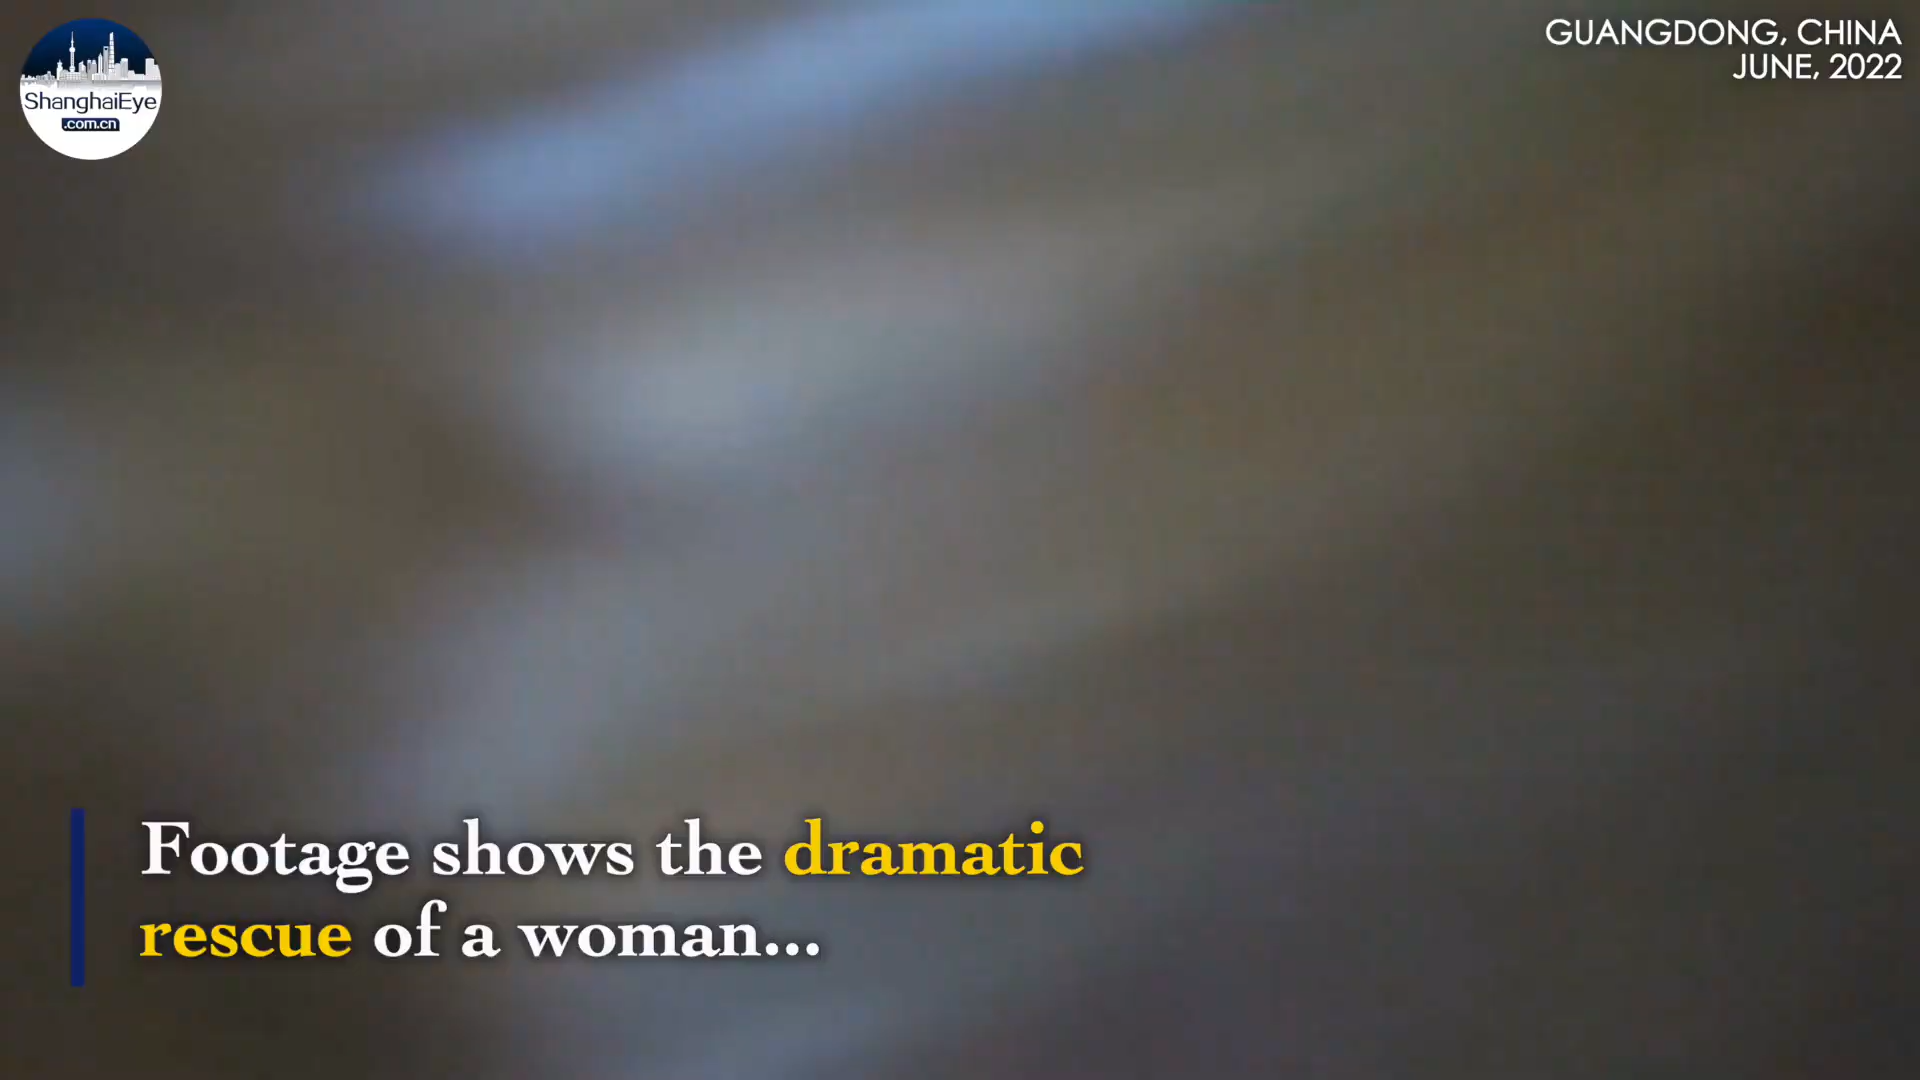 ShanghaiEye
.com.cn
GUANGDONG, CHINA
JUNE, 2022
Footage shows the dramatic
rescue of a woman...